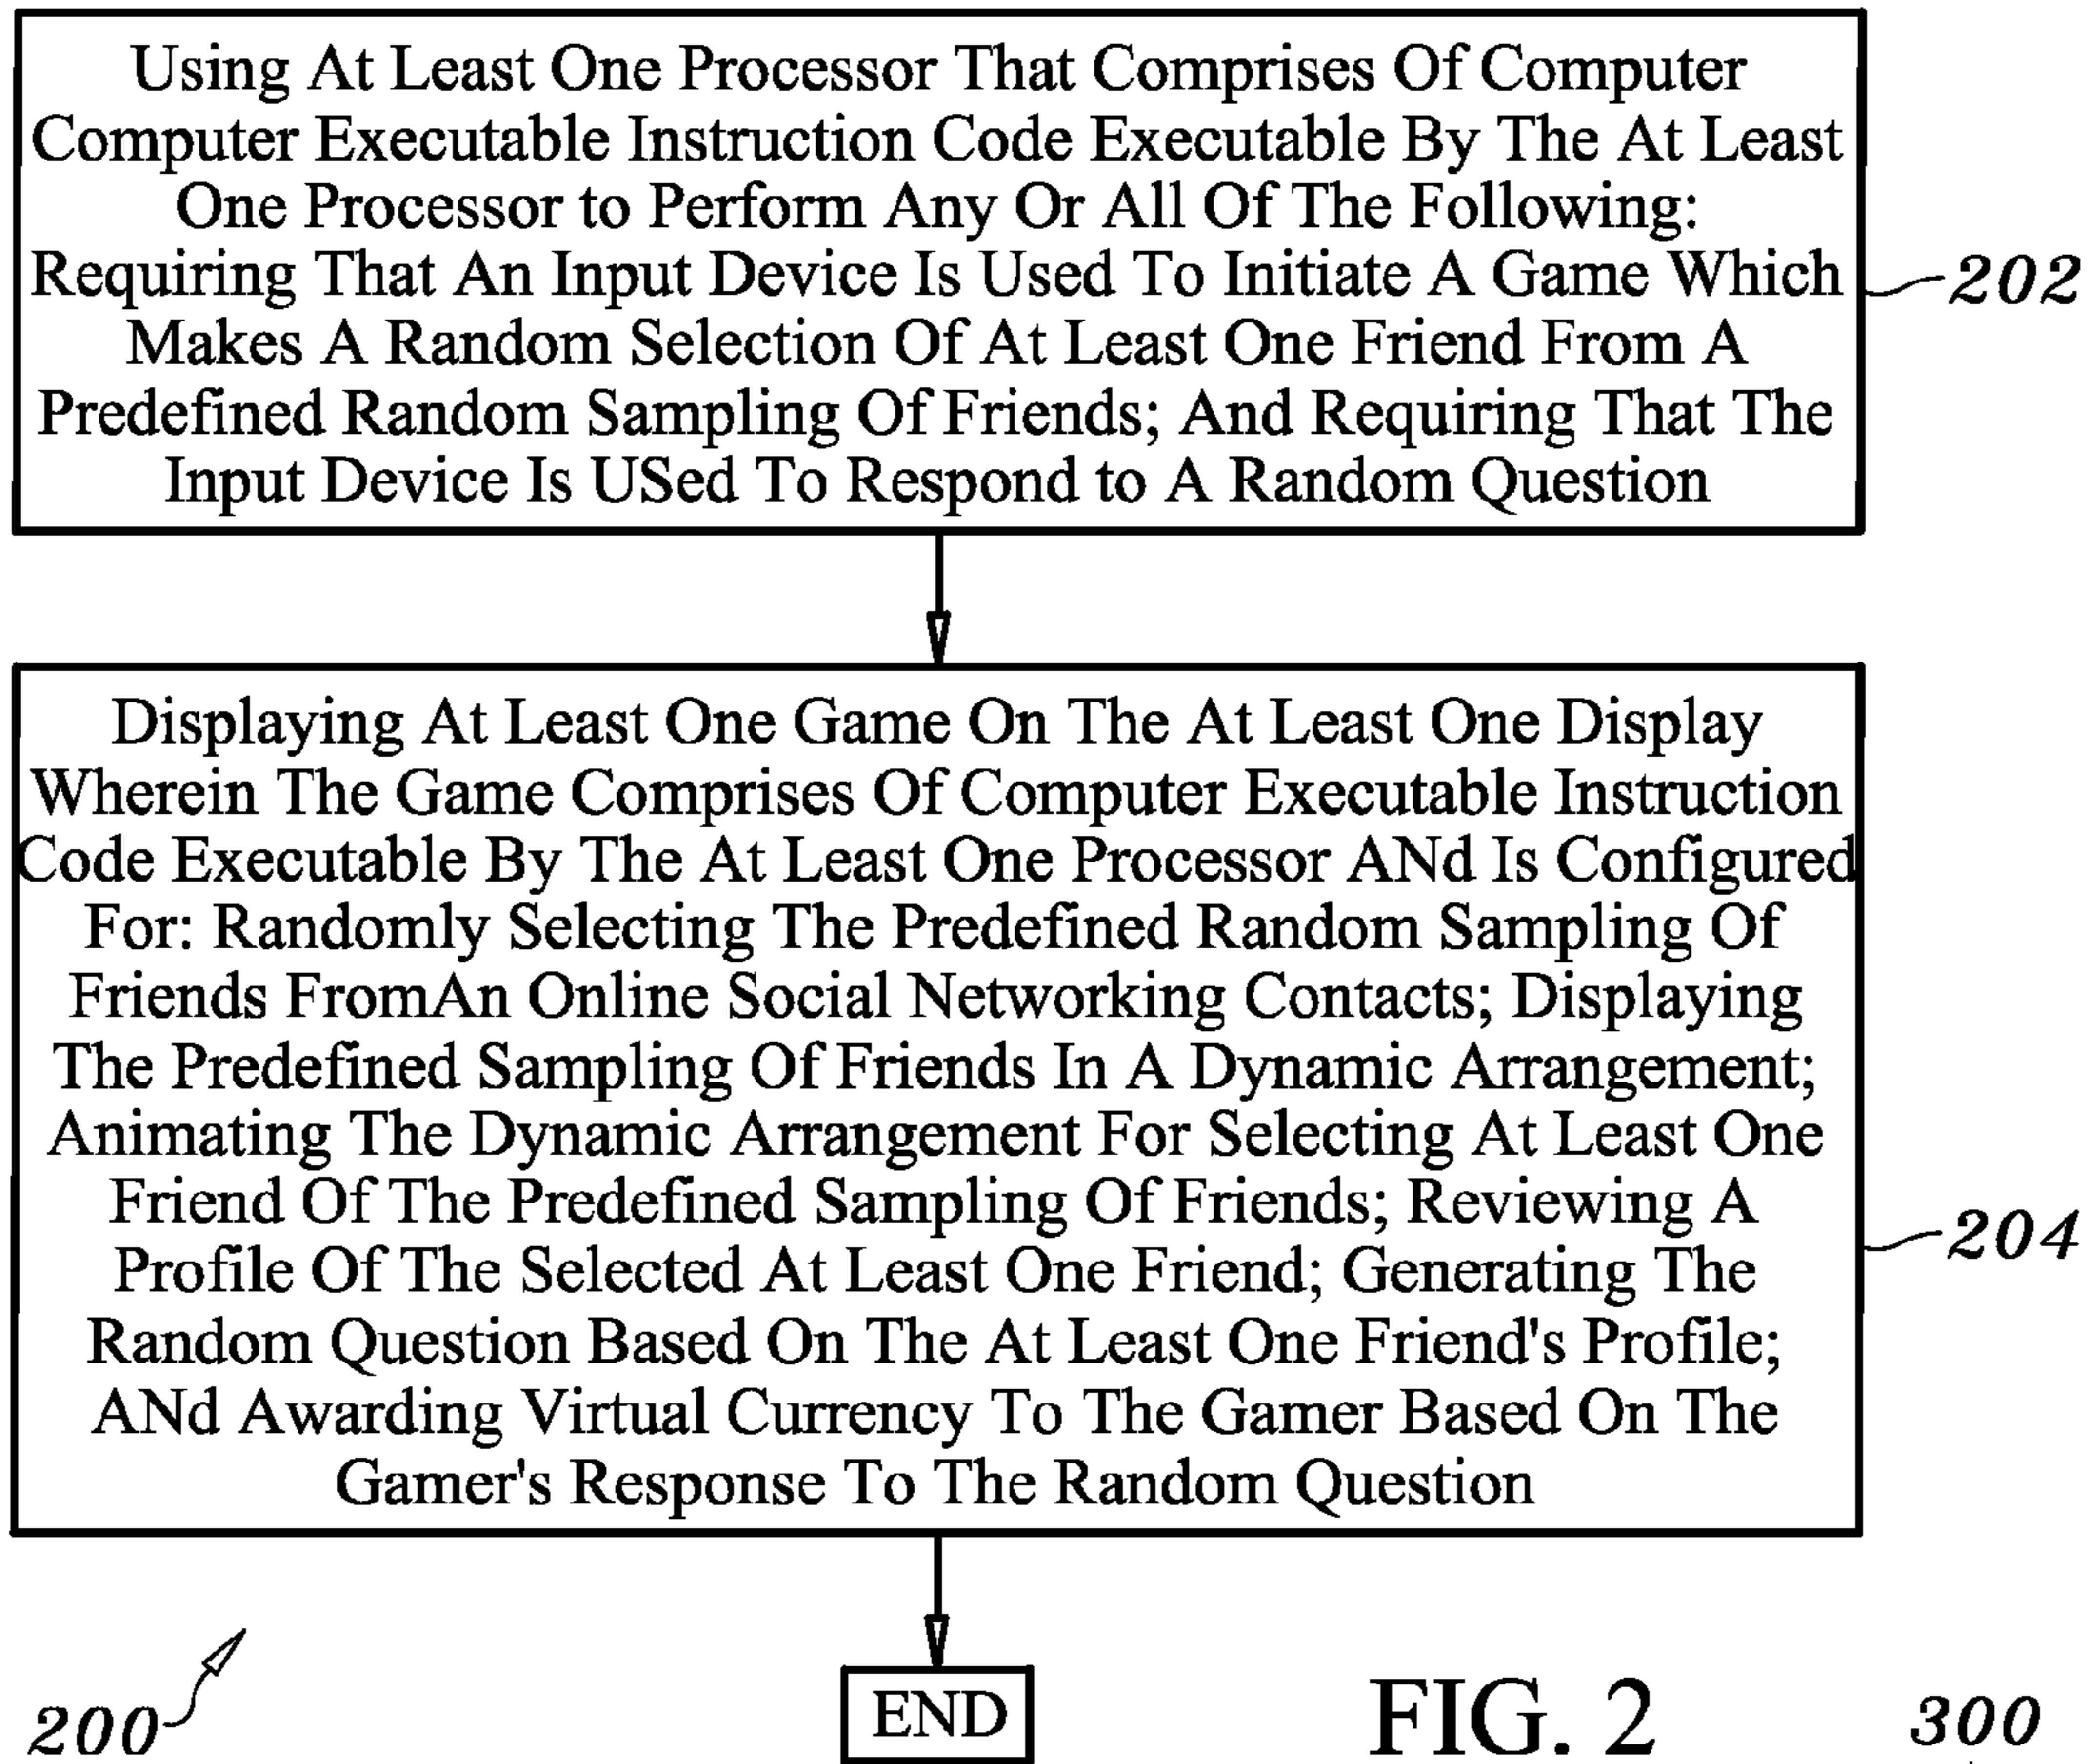 Using At Least One Processor That Comprises Of Computer
Computer Executable Instruction Code Executable By The At Least
One Processor to Perform Any Or All Of The Following:
Requiring That An Input Device Is Used To Initiate A Game Which
Makes A Random Selection Of At Least One Friend From A
Predefined Random Sampling Of Friends; And Requiring That The
Input Device Is USed To Respond to A Random Question
202
Displaying At Least One Game On The At Least One Display
Wherein The Game Comprises Of Computer Executable Instruction
Code Executable By The At Least One Processor ANd Is Configured
For: Randomly Selecting The Predefined Random Sampling Of
Friends FromAn Online Social Networking Contacts; Displaying
The Predefined Sampling Of Friends In A Dynamic Arrangement;
Animating The Dynamic Arrangement For Selecting At Least One
Friend Of The Predefined Sampling Of Friends; Reviewing A
Profile Of The Selected At Least One Friend; Generating The
Random Question Based On The At Least One Friend's Profile;
ANd Awarding Virtual Currency To The Gamer Based On The
Gamer's Response To The Random Question
204
200
END
FIG. 2
300